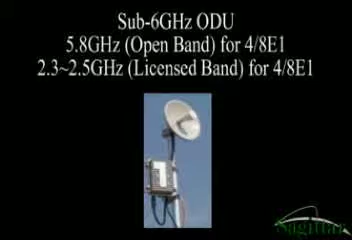 Sub-6GHz ODU
5.8GHz (Open Band) for 4/8E1
2.3~2.5GHz (Licensed Band) for 4/8E1
Sagittar